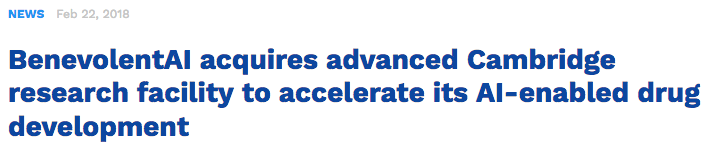 NEWS Feb 22, 2018
BenevolentAI acquires advanced Cambridge
research facility to accelerate its AI-enabled drug
development